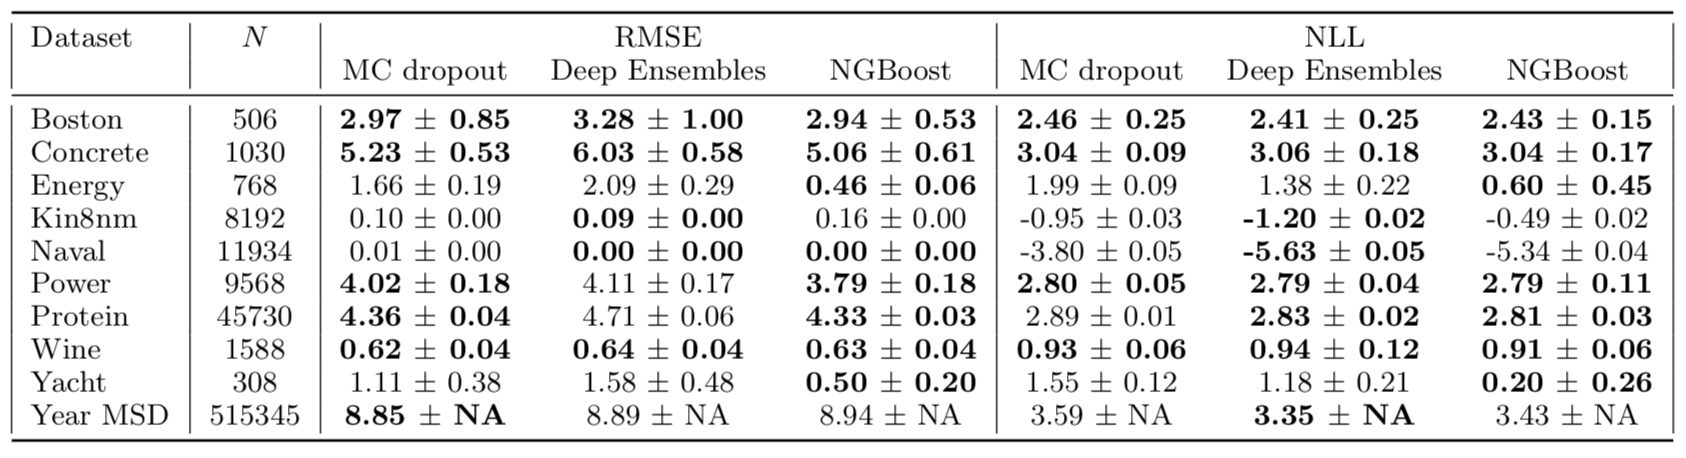 Dataset N RMSE NLL
MC dropout Deep Ensembles NGBoost MC dropout Deep Ensembles NGBoost
Boston 506 2.97 ± 0.85 3.28 ± 1.00 2.94 ± 0.53 2.46 ± 0.25 2.41 ± 0.25 2.43 ± 0.15
Concrete 1030 5.23 ± 0.53 6.03 ± 0.58 5.06 ± 0.61 3.04 ± 0.09 3.06 ± 0.18 3.04 ± 0.17
Energy 768 1.66 ± 0.19 2.09 ± 0.29 0.46 ± 0.06 1.99 ± 0.09 1.38 ± 0.22 0.60 ± 0.45
Kin8nm 8192 0.10 ± 0.00 0.09 ± 0.00 0.16 ± 0.00 -0.95 ± 0.03 -1.20 ± 0.02 -0.49 ± 0.02
Naval 11934 0.01 ± 0.00 0.00 ± 0.00 0.00 ± 0.00 -3.80 ± 0.05 -5.63 ± 0.05 -5.34 ± 0.04
Power 9568 4.02 ± 0.18 4.11 ± 0.17 3.79 ± 0.18 2.80 ± 0.05 2.79 ± 0.04 2.79 ± 0.11
Protein 45730 4.36 ± 0.04 4.71 ± 0.06 4.33 ± 0.03 2.89 ± 0.01 2.83 ± 0.02 2.81 ± 0.03
Wine 1588 0.62 ± 0.04 0.64 ± 0.04 0.63 ± 0.04 0.93 ± 0.06 0.94 ± 0.12 0.91 ± 0.06
Yacht 308 1.11 ± 0.38 1.58 ± 0.48 0.50 ± 0.20 1.55 ± 0.12 1.18 ± 0.21 0.20 ± 0.26
Year MSD 515345 8.85 ± NA 8.89 ± NA 8.94 ± NA 3.59 ± NA 3.35 ± NA 3.43 ± NA